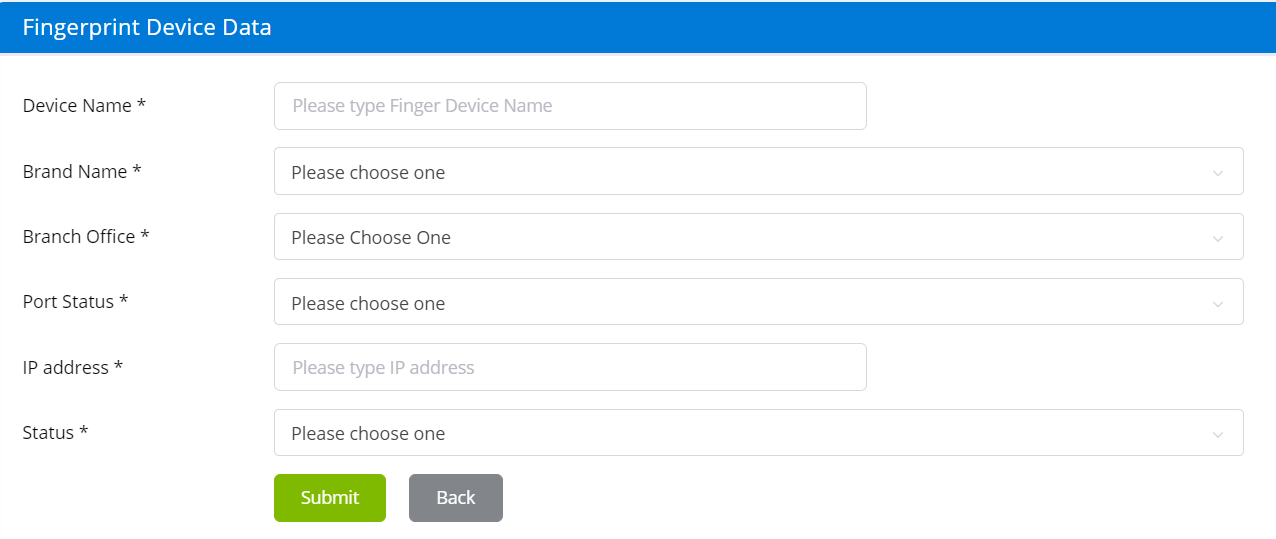 Fingerprint Device Data
Device Name *
Please type Finger Device Name
Brand Name *
Please choose one
Branch Office *
Please Choose One
Port Status *
Please choose one
IP address *
Please type IP address
Status *
Please choose one
Submit
Back